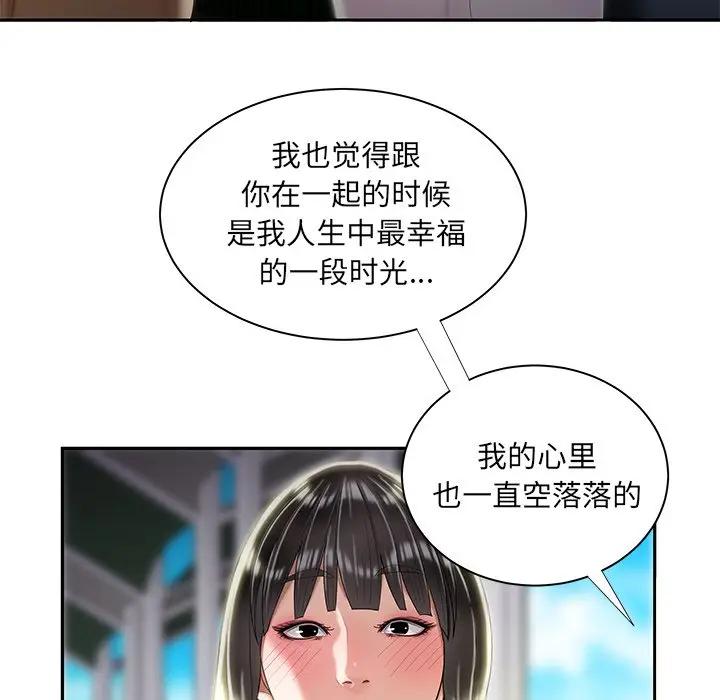 我也觉得跟
你在一起的时候
是我人生中最幸福
的一段时光...
我的心里
也一直空落落的